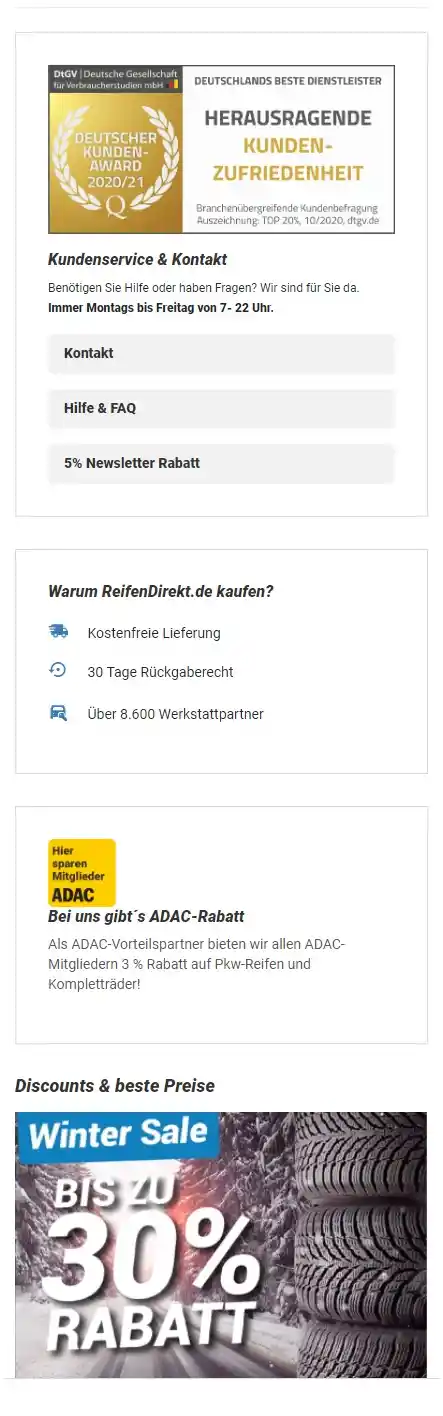 DtGV | Deutsche Gesellschaft
für Verbraucherstudien mbH
DEUTSCHER
KUNDEN-
AWARD
2020/21
Q
DEUTSCHLANDS BESTE DIENSTLEISTER
HERAUSRAGENDE
KUNDEN-
ZUFRIEDENHEIT
Branchenübergreifende Kundenbefragung
Auszeichnung: TOP 20%, 10/2020, dtgv.de
Kundenservice & Kontakt
Benötigen Sie Hilfe oder haben Fragen? Wir sind für Sie da.
Immer Montags bis Freitag von 7- 22 Uhr.
Kontakt
Hilfe & FAQ
5% Newsletter Rabatt
Warum ReifenDirekt.de kaufen?
Kostenfreie Lieferung
30 Tage Rückgaberecht
Über 8.600 Werkstattpartner
Hier
sparen
Mitglieder
ADAC
Bei uns gibt´s ADAC-Rabatt
Als ADAC-Vorteilspartner bieten wir allen ADAC-
Mitgliedern 3 % Rabatt auf Pkw-Reifen und
Kompletträder!
Discounts & beste Preise
Winter Sale
BIS ZU
30%
RABATT